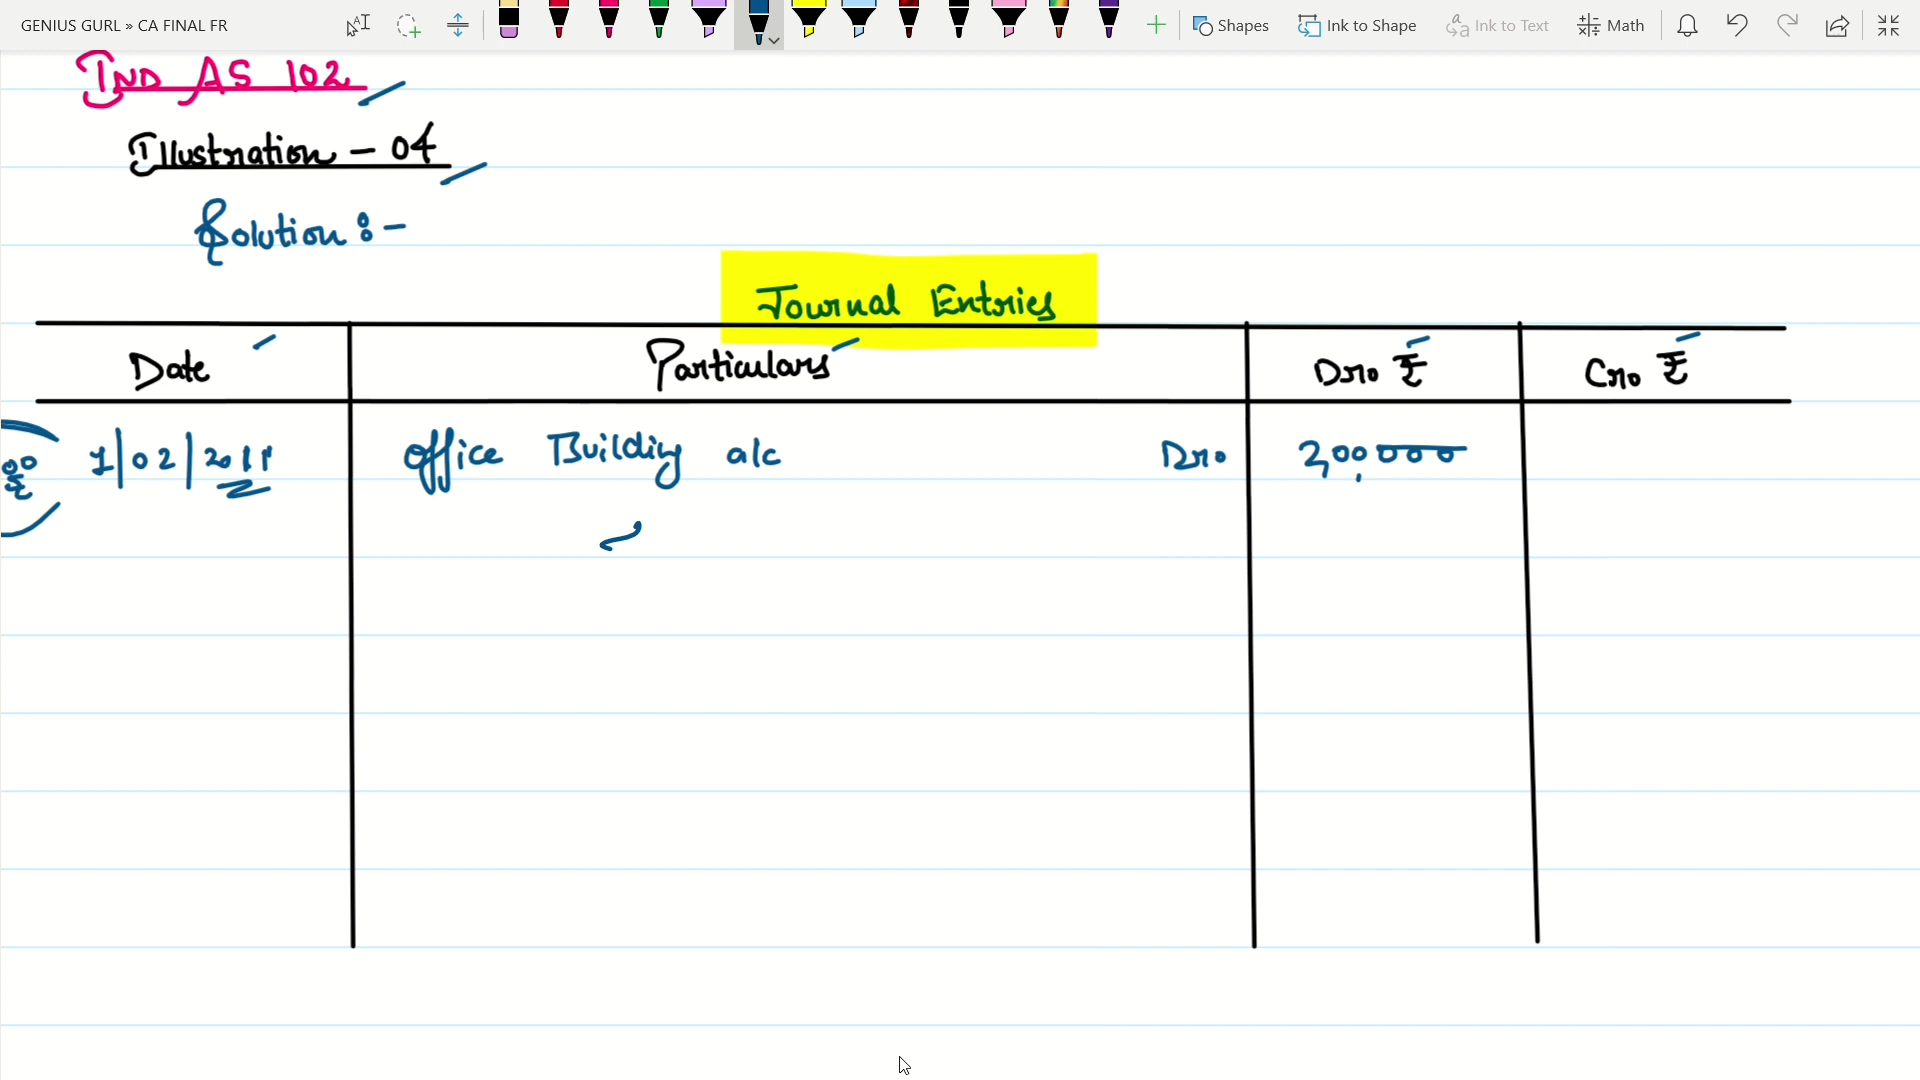 GENIUS GURL » CA FINAL FR
Shapes Ink to Shape Ink to Text Math
IND AS 102
Illustration - 04
Solution :-
Journal Entries
Date Particulars Dr. ₹ Cr. ₹
1/02/2011 Office Building a/c Dr. 2,00,000